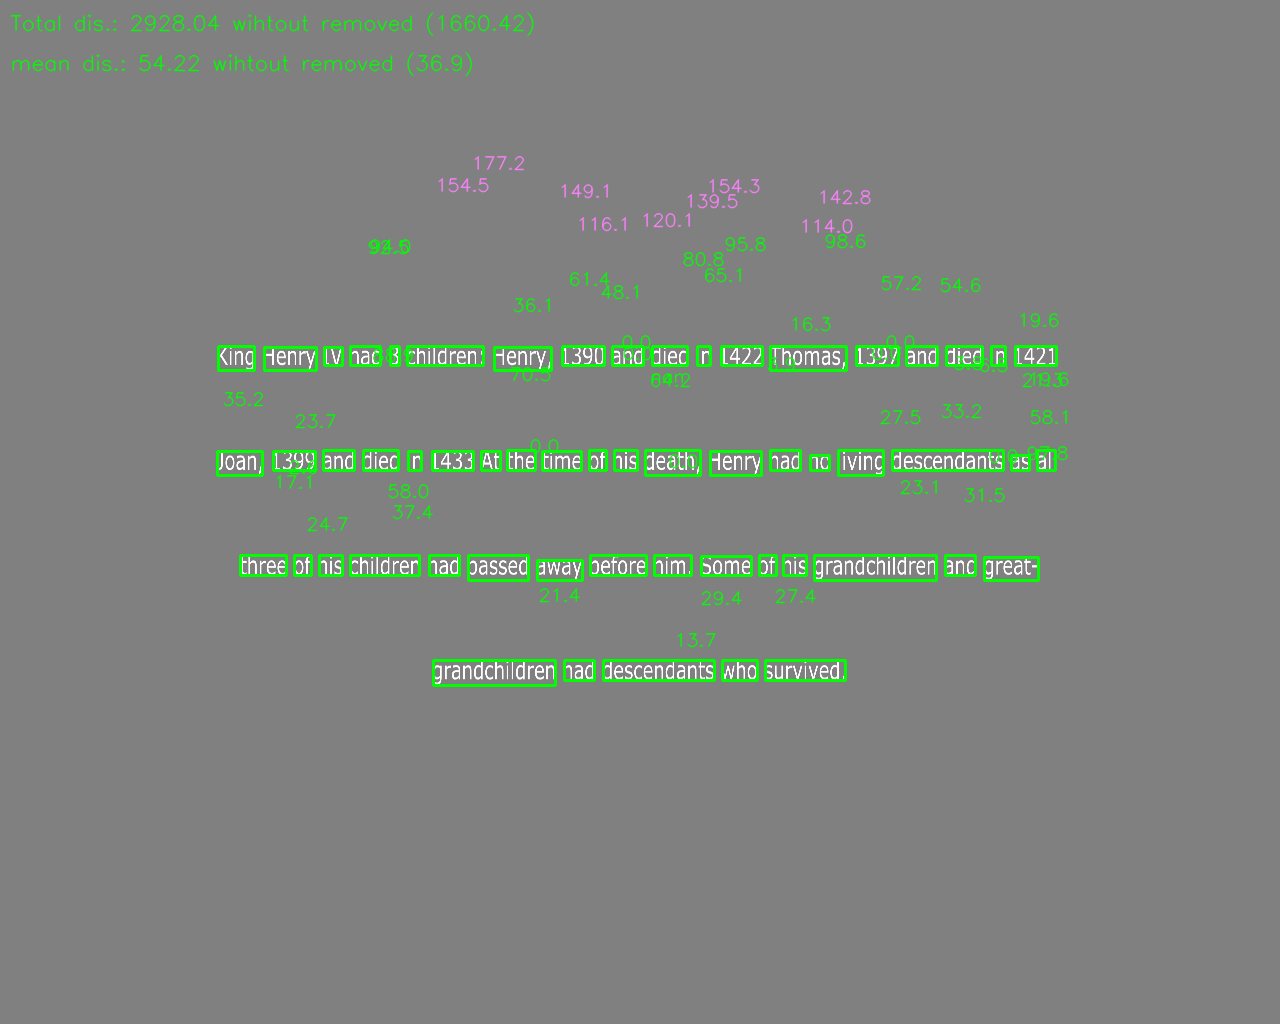 Total dis.: 2928.04 wihtout removed (1660.42)
mean dis.: 54.22 wihtout removed (36.9)
177.2
154.5 149.1 139.5 154.3 142.8
116.1 120.1 114.0
95.8 98.6
80.8
61.4 48.1 65.1 57.2 54.6
36.1 16.3 19.6
0.0 0.0
King Henry IV had 3 children: Henry, 1390 and died in 1422 Thomas, 1397 and died in 1421
70.5
35.2 23.7 27.5 33.2 58.1
0.0
Joan, 1399 and died in 1433 At the time of his death, Henry had no living descendants as all
17.1 58.0 23.1 31.5
24.7 37.4
three of his children had passed away before him. Some of his grandchildren and great-
21.4 29.4 27.4
13.7
grandchildren had descendants who survived.